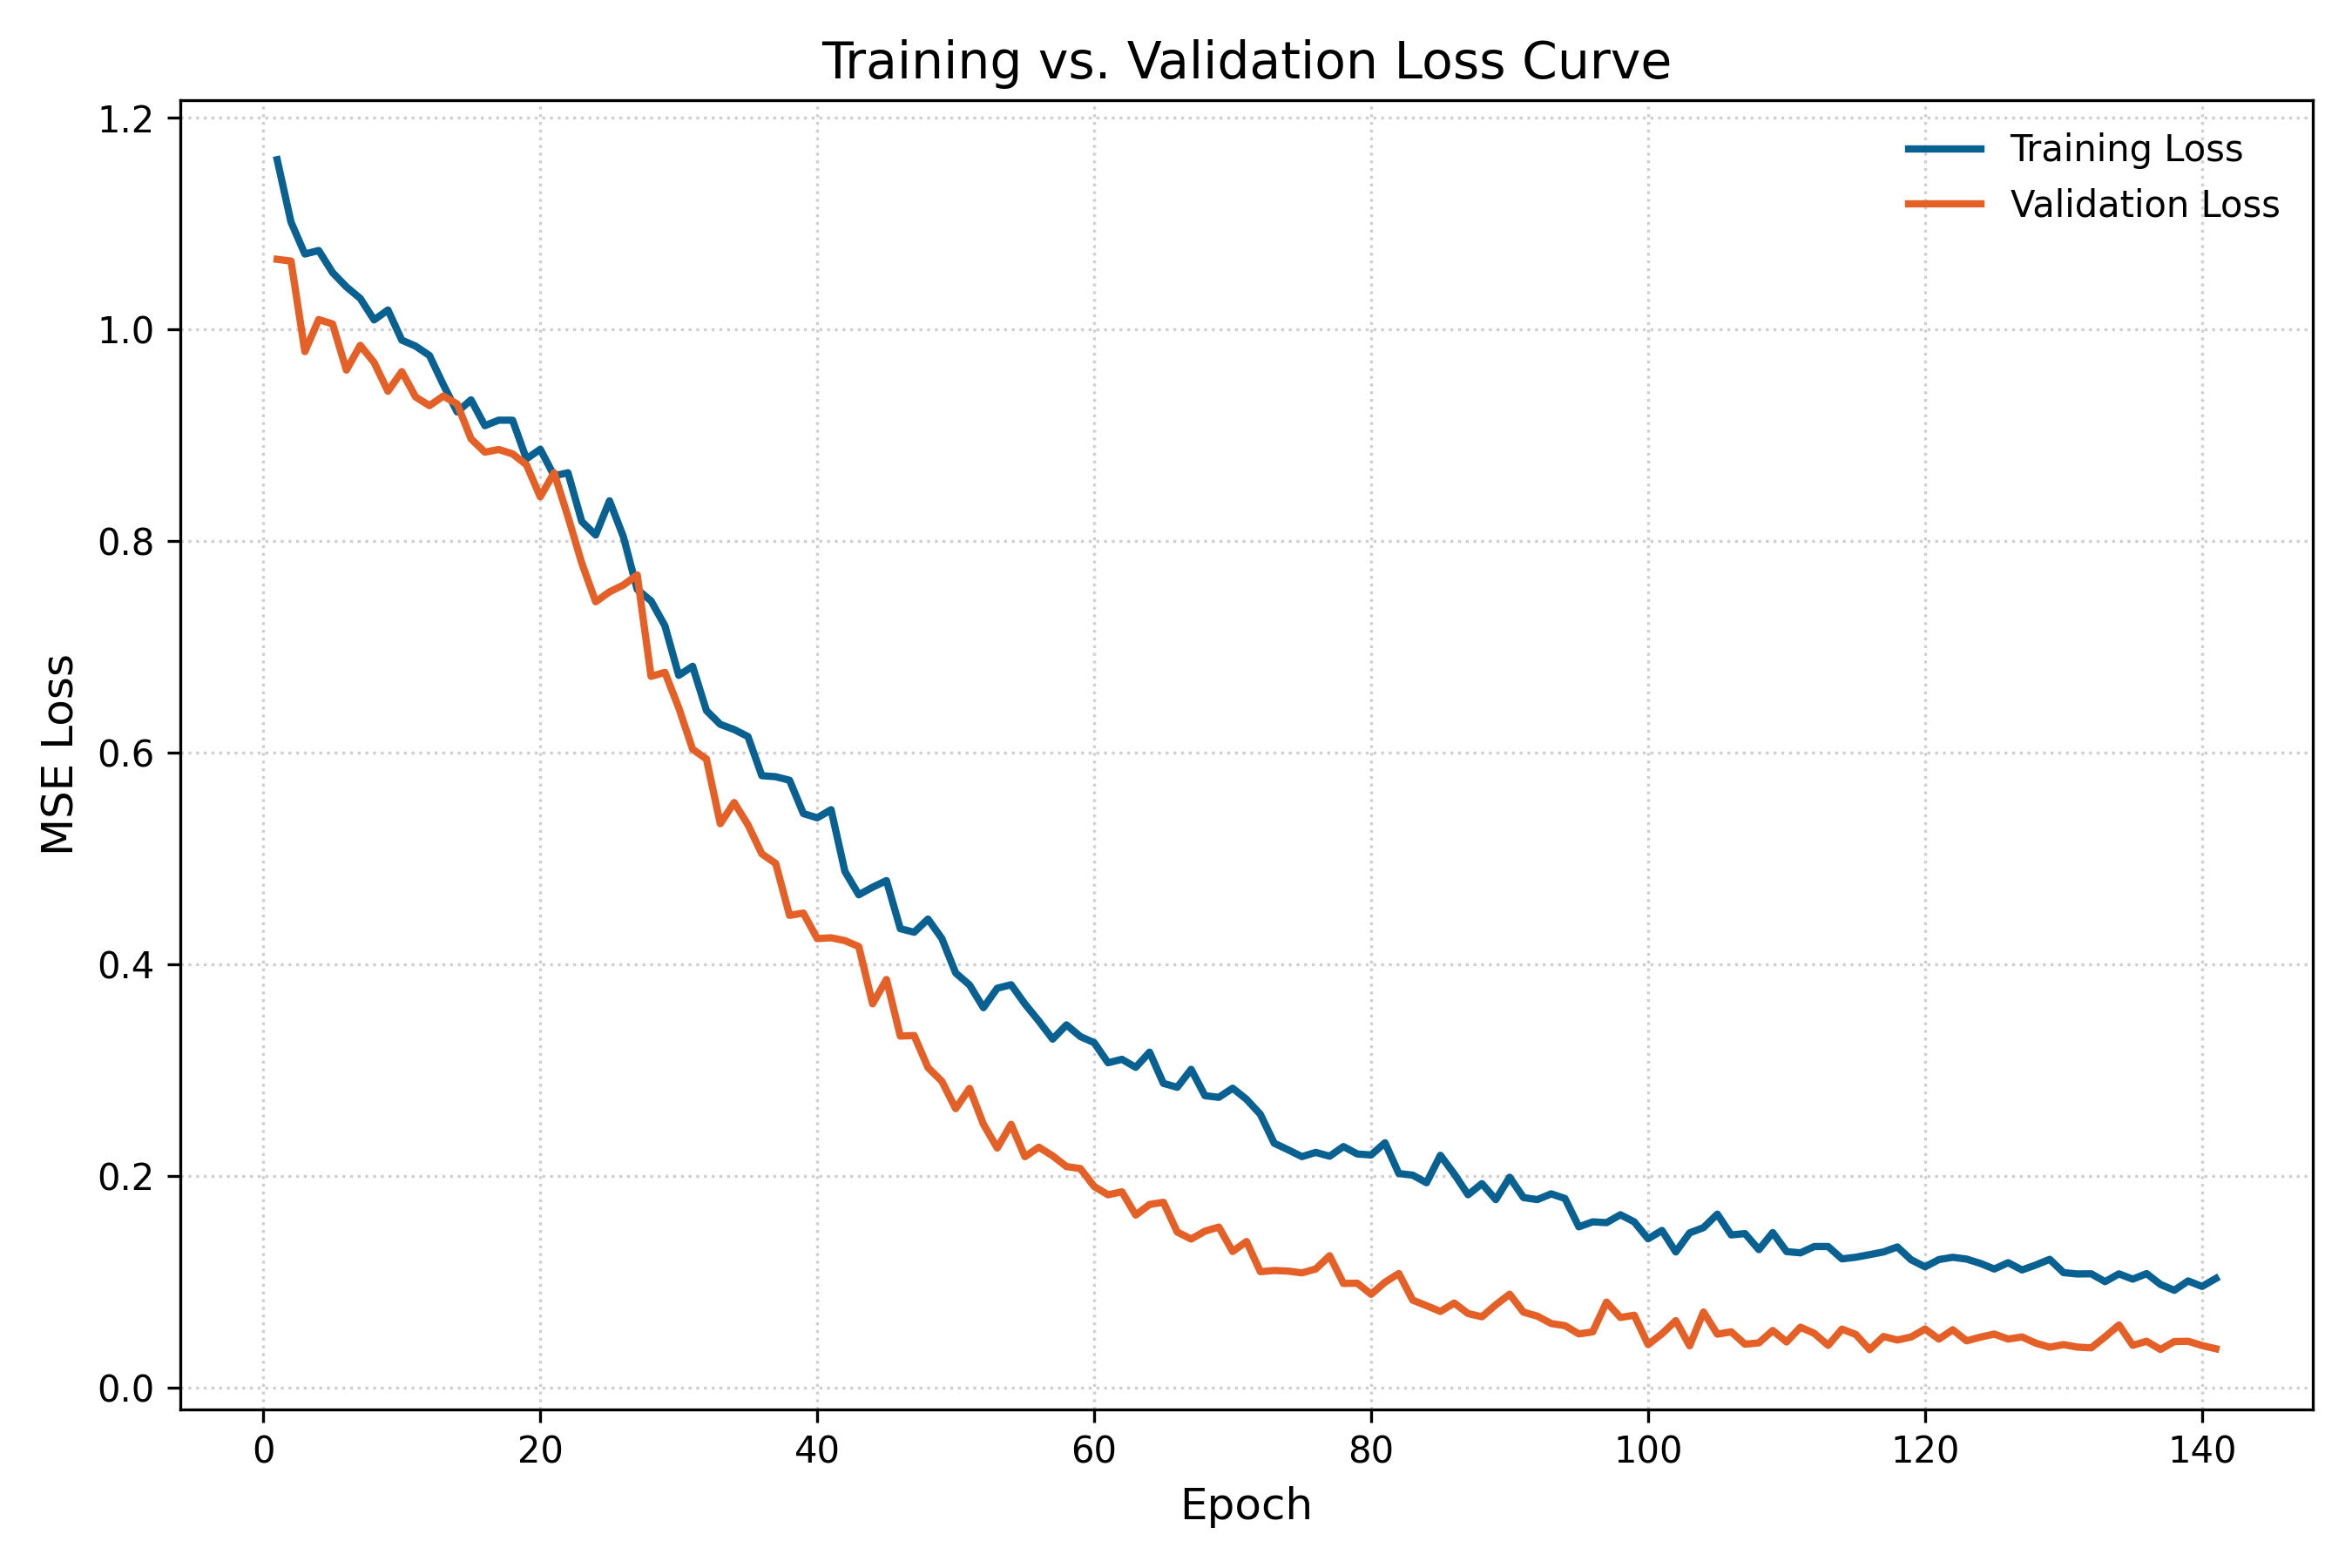 Training vs. Validation Loss Curve
Training Loss
Validation Loss
MSE Loss
1.2
1.0
0.8
0.6
0.4
0.2
0.0
0 20 40 60 80 100 120 140
Epoch